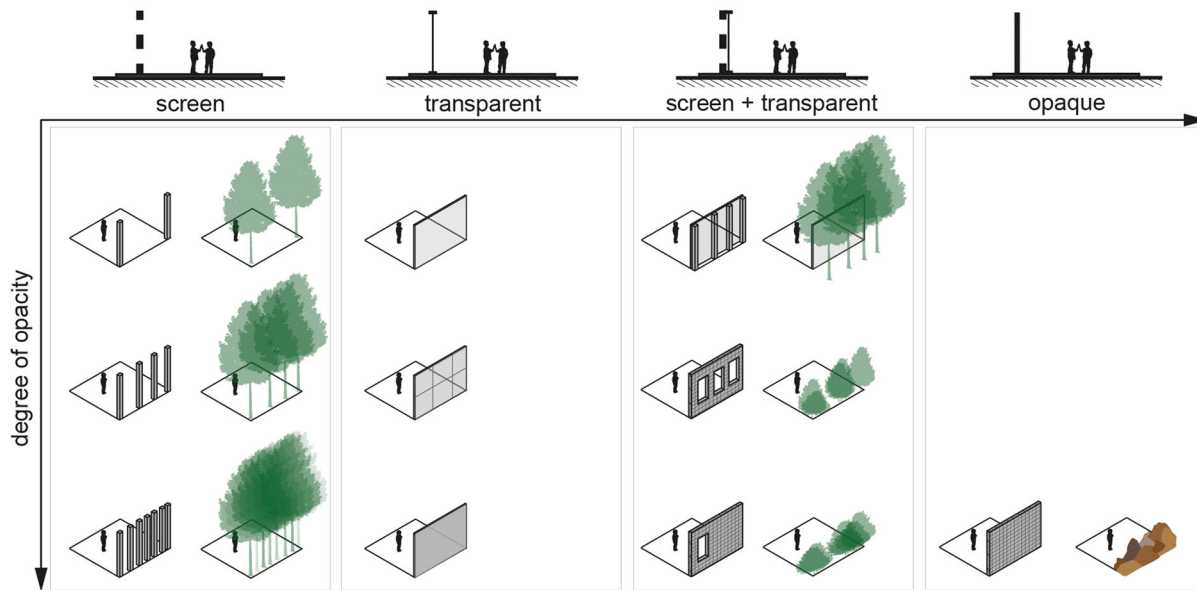 screen
transparent
screen + transparent
opaque
degree of opacity